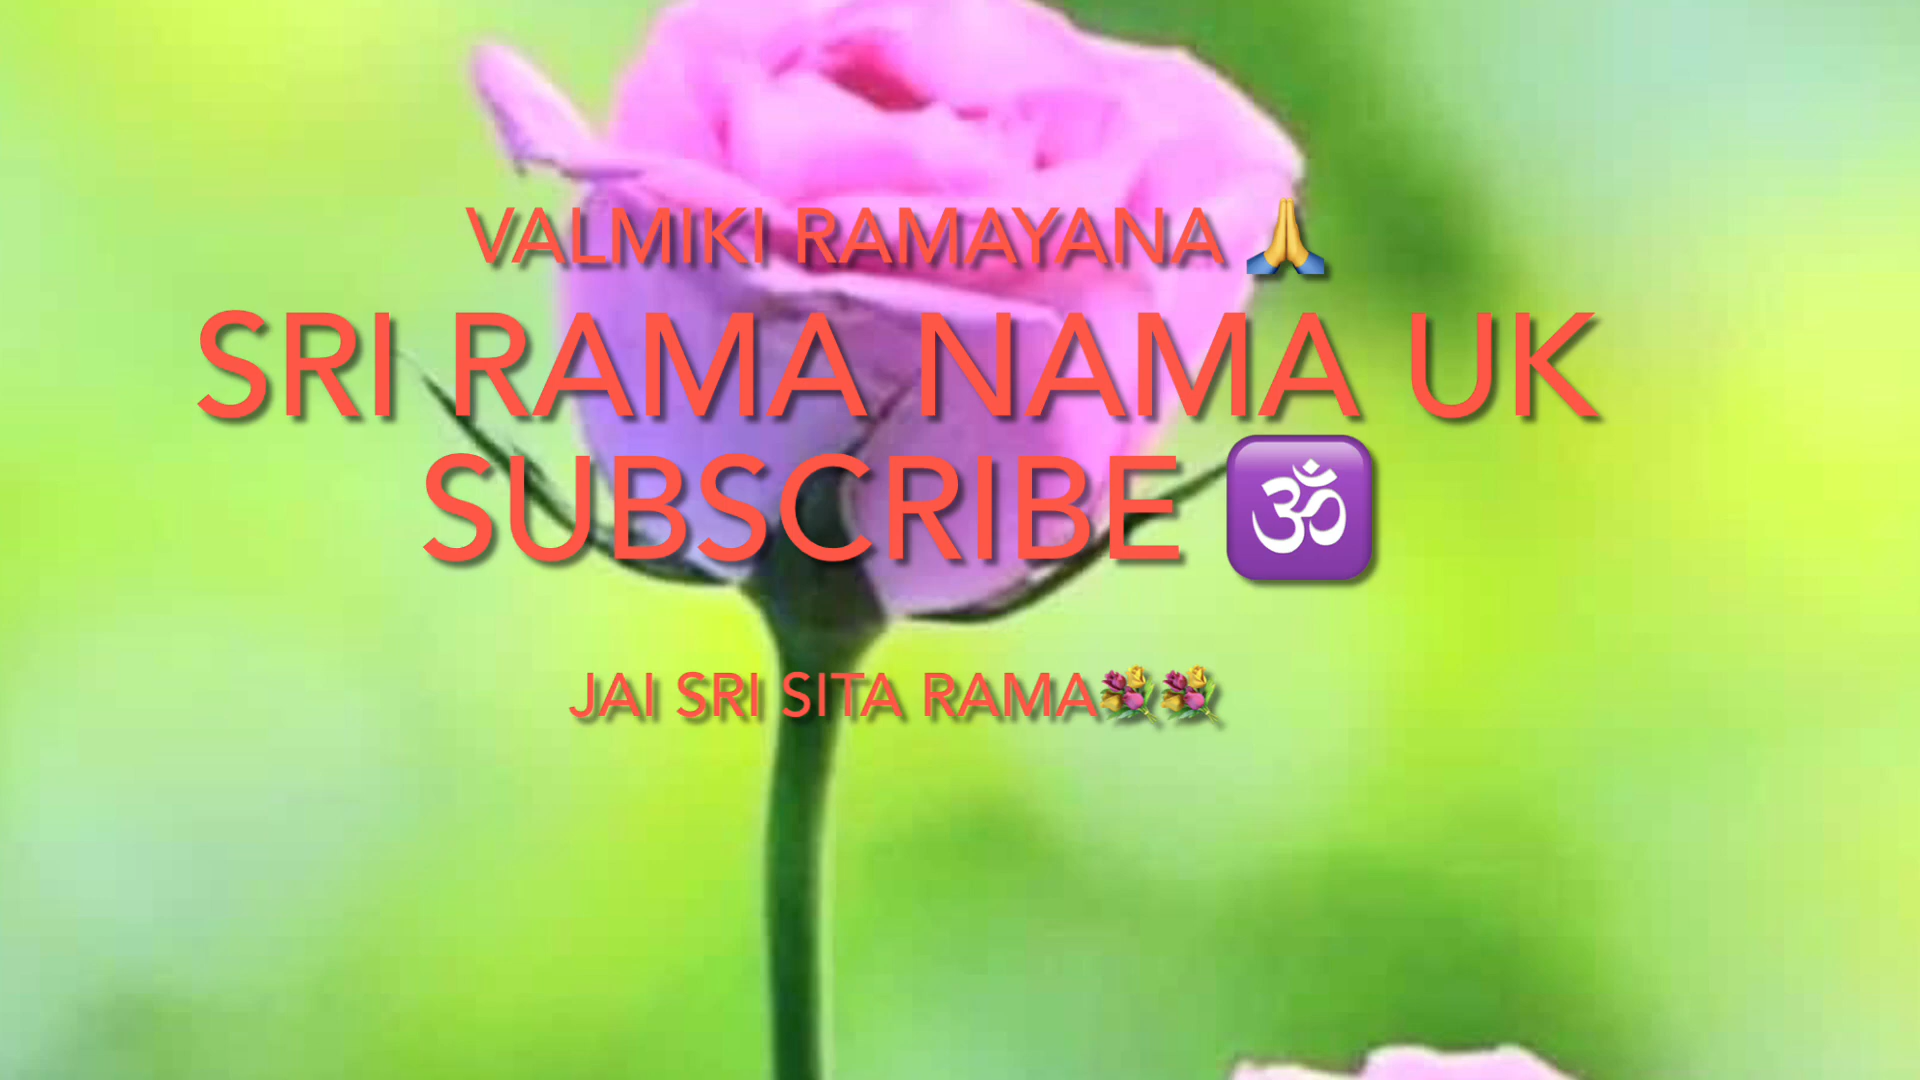 VALMIKI RAMAYANA 🙏
SRI RAMA NAMA UK
SUBSCRIBE 🕉
JAI SRI SITA RAMA💐💐